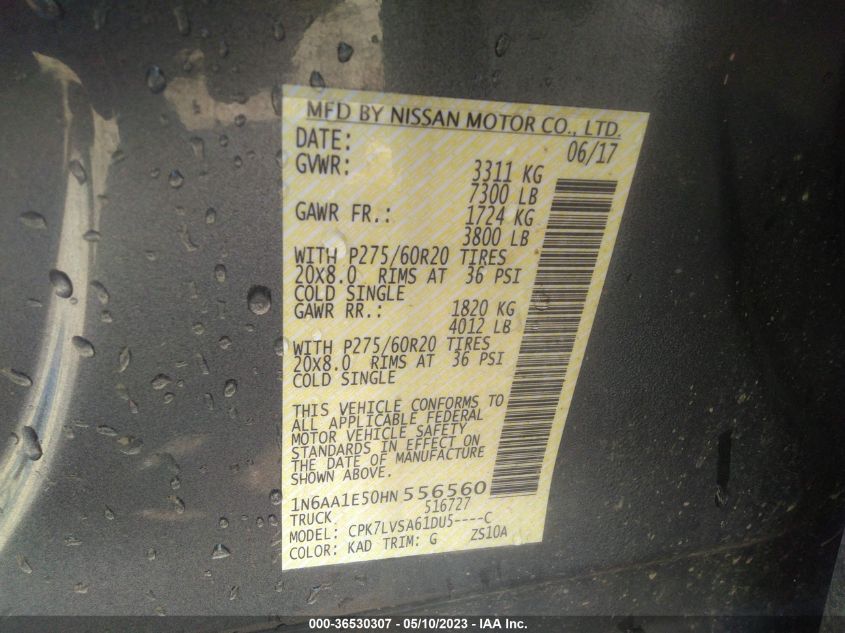 MFD BY NISSAN MOTOR CO., LTD.
DATE: 06/17
GVWR: 3311 KG
7300 LB
GAWR FR.: 1724 KG
3800 LB
WITH P275/60R20 TIRES
20X8.0 RIMS AT 36 PSI
COLD SINGLE
GAWR RR.: 1820 KG
4012 LB
WITH P275/60R20 TIRES
20X8.0 RIMS AT 36 PSI
COLD SINGLE
THIS VEHICLE CONFORMS TO
ALL APPLICABLE FEDERAL
MOTOR VEHICLE SAFETY
STANDARDS IN EFFECT ON
THE DATE OF MANUFACTURE
SHOWN ABOVE.
1N6AA1E50HN 556560
TRUCK 516727
MODEL: CPK7LVSA61DU5----C
COLOR: KAD TRIM: G ZS10A
000-36530307 - 05/10/2023 - IAA Inc.